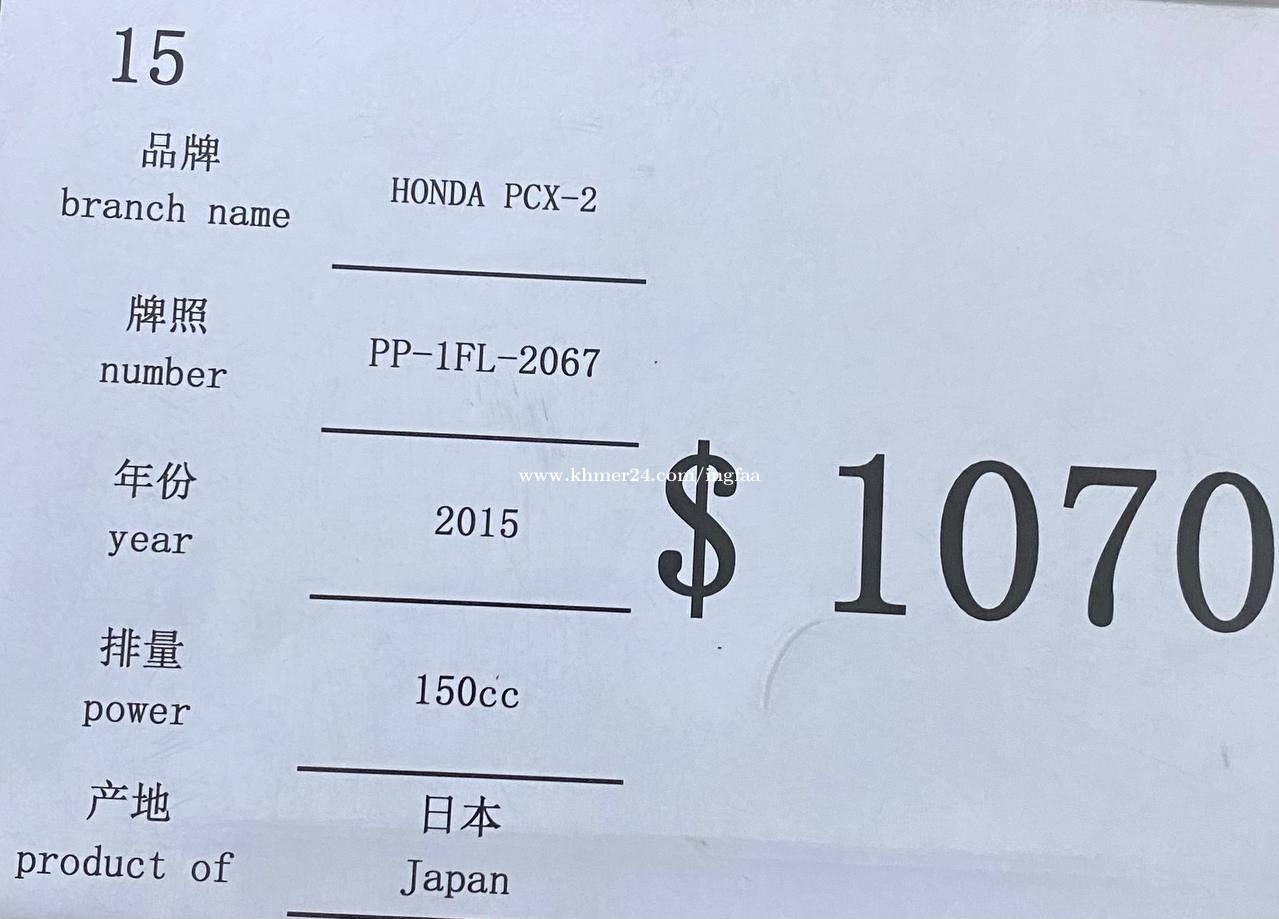 15
品牌
branch name
HONDA PCX-2
牌照
number
PP-1FL-2067
年份
year
2015
排量
power
150cc
产地
product of
日本
Japan
$ 1070
www.khmer24.com/ingfaa